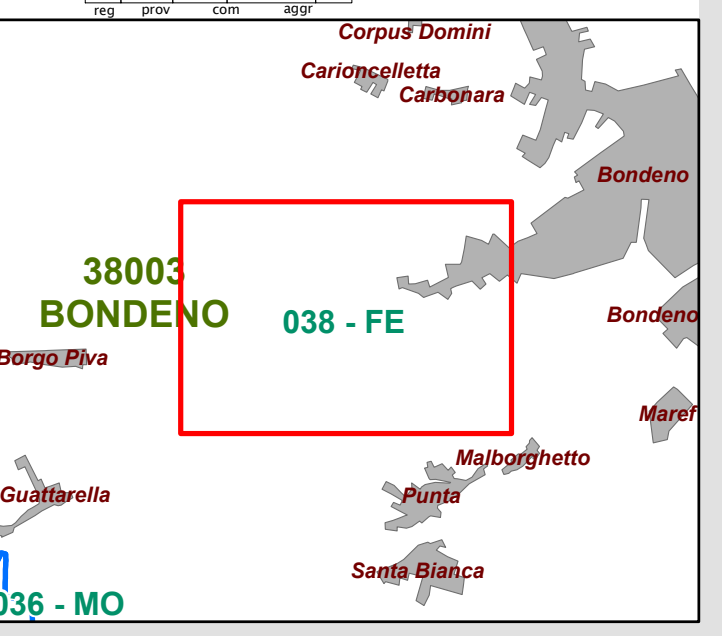 reg prov com aggr
Corpus Domini
Carioncelletta
Carbonara
Bondeno
38003
BONDENO
038 - FE
Bondeno
Borgo Piva
Maref
Malborghetto
Guattarella
Punta
Santa Bianca
036 - MO